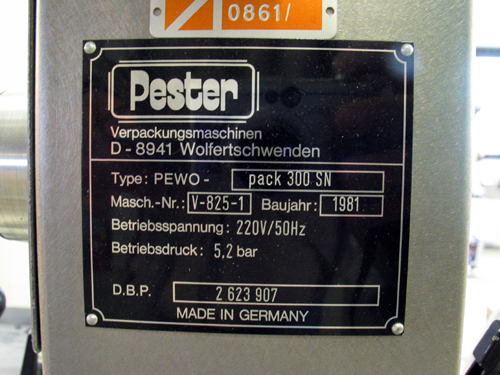 0861/
Pester
Verpackungsmaschinen
D - 8941 Wolfertschwenden
Type: PEWO - pack 300 SN
Masch.-Nr.: V-825-1 Baujahr: 1981
Betriebsspannung: 220V/50Hz
Betriebsdruck: 5,2 bar
D.B.P. 2 623 907
MADE IN GERMANY